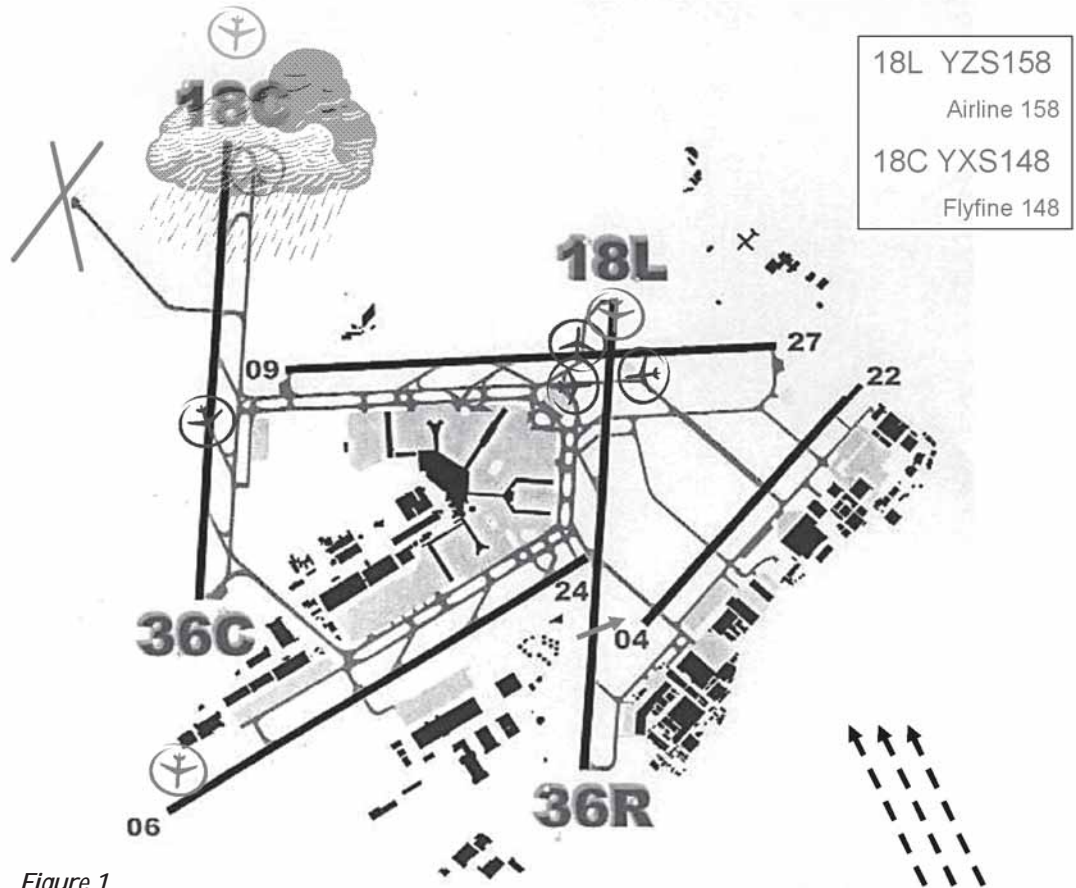 18C
18L YZS158
Airline 158
18C YXS148
Flyfine 148
18L
09
27
22
36C
24
04
06
36R
Figure 1